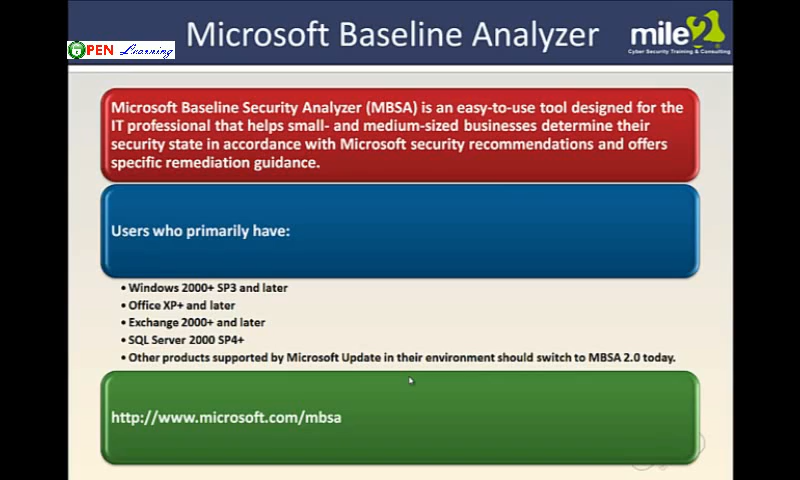 Microsoft Baseline Analyzer
OPEN Learning
mile2
Cyber Security Training & Consulting
Microsoft Baseline Security Analyzer (MBSA) is an easy-to-use tool designed for the
IT professional that helps small- and medium-sized businesses determine their
security state in accordance with Microsoft security recommendations and offers
specific remediation guidance.
Users who primarily have:
• Windows 2000+ SP3 and later
• Office XP+ and later
• Exchange 2000+ and later
• SQL Server 2000 SP4+
• Other products supported by Microsoft Update in their environment should switch to MBSA 2.0 today.
http://www.microsoft.com/mbsa